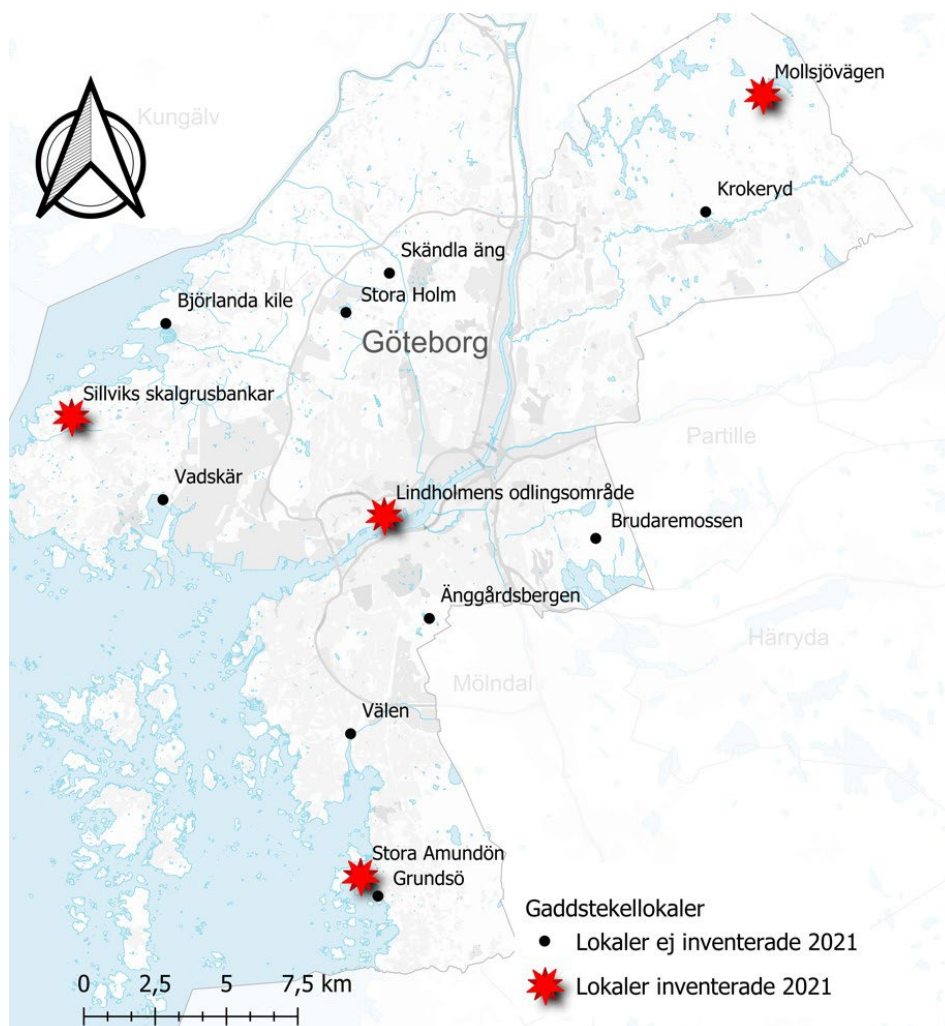 Mollsjövägen
Kungälv
Krokeryd
Skändla äng
Stora Holm
Björlanda kile
Göteborg
Sillviks skalgrusbankar
Partille
Vadskär
Lindholmens odlingsområde
Brudaremossen
Änggårdsbergen
Härryda
Mölndal
Välen
Stora Amundön
Grundsö
Gaddstekellokaler
Lokaler ej inventerade 2021
Lokaler inventerade 2021
0 2,5 5 7,5 km